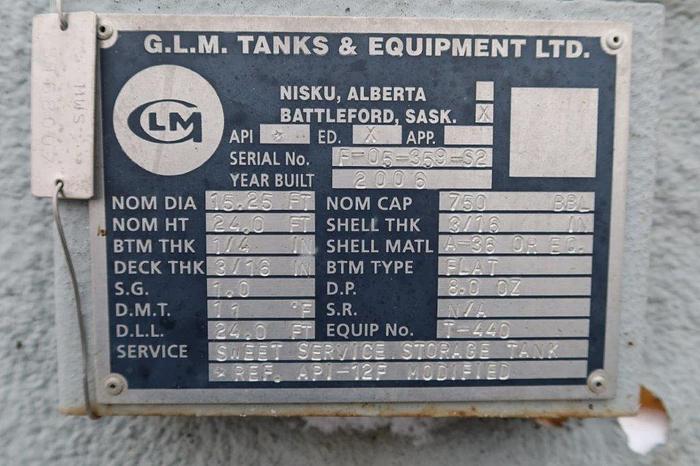 G.L.M. TANKS & EQUIPMENT LTD.
NISKU, ALBERTA
BATTLEFORD, SASK. X
GLM
API * ED. X APP.
SERIAL No. F-05-359-S2
YEAR BUILT 2006
NOM DIA 15.25 FT NOM CAP 750 BBL
NOM HT 24.0 FT SHELL THK 3/16 IN
BTM THK 1/4 IN SHELL MATL A-36 OR EQ.
DECK THK 3/16 IN BTM TYPE FLAT
S.G. 1.0 D.P. 8.0 OZ
D.M.T. 11 °F S.R. N/A
D.L.L. 24.0 FT EQUIP No. T-440
SERVICE SWEET SERVICE STORAGE TANK
* REF. API-12F MODIFIED